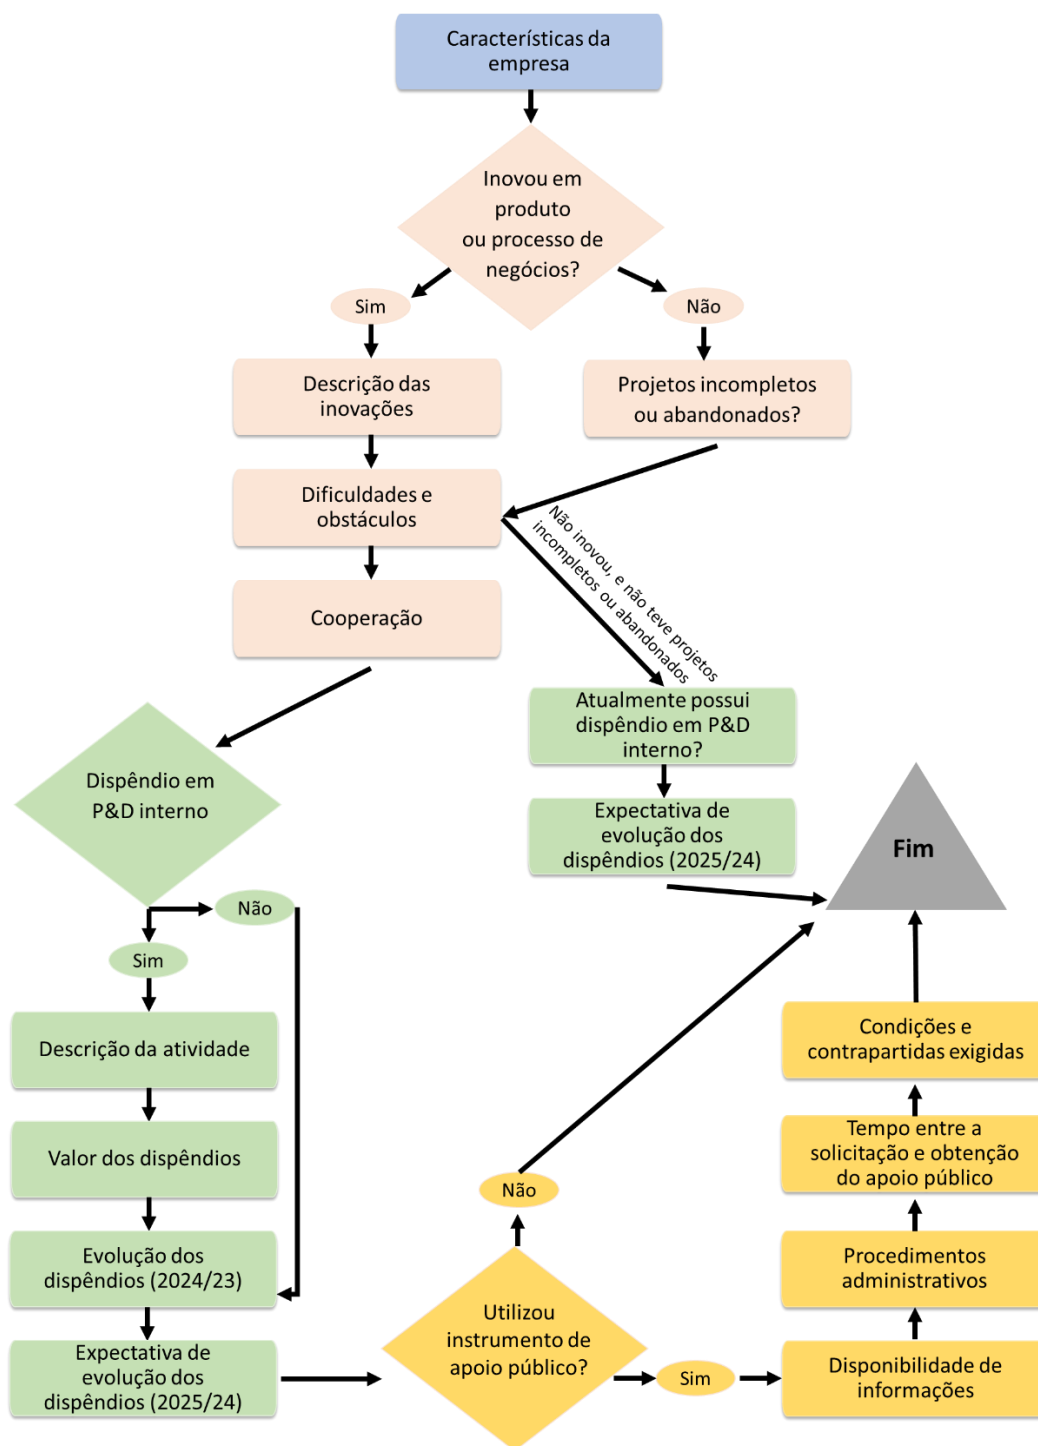 Características da
empresa
Inovou em
produto
ou processo de
negócios?
Sim
Não
Descrição das
inovações
Projetos incompletos
ou abandonados?
Dificuldades e
obstáculos
Não inovou, e não teve projetos
incompletos ou abandonados
Cooperação
Atualmente possui
dispêndio em P&D
interno?
Dispêndio em
P&D interno
Expectativa de
evolução dos
dispêndios (2025/24)
Fim
Não
Sim
Descrição da atividade
Condições e
contrapartidas exigidas
Valor dos dispêndios
Tempo entre a
solicitação e obtenção
do apoio público
Não
Evolução dos
dispêndios (2024/23)
Procedimentos
administrativos
Utilizou
instrumento de
apoio público?
Expectativa de
evolução dos
dispêndios (2025/24)
Sim
Disponibilidade de
informações